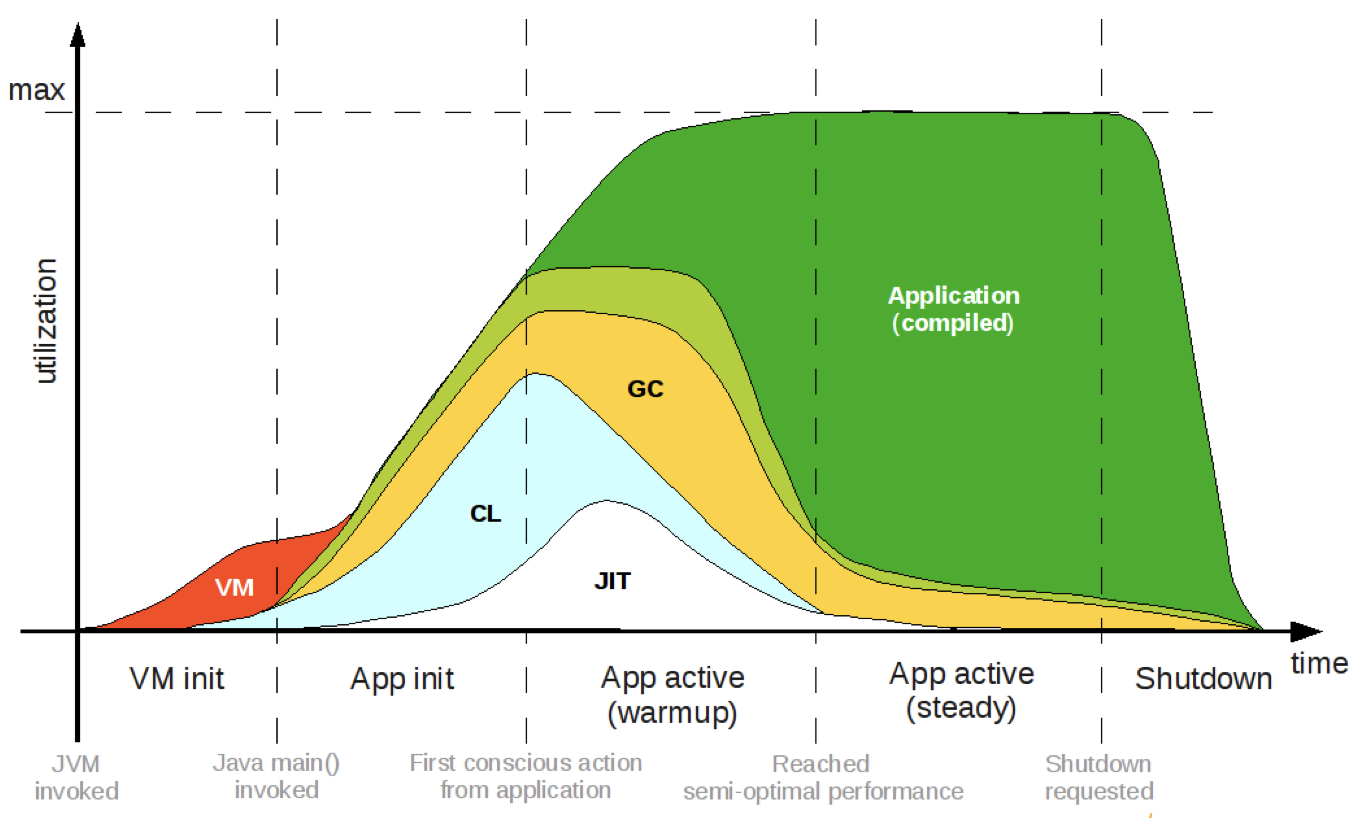 max
utilization
Application
(compiled)
GC
CL
JIT
VM
time
VM init
App init
App active
(warmup)
App active
(steady)
Shutdown
JVM
invoked
Java main()
invoked
First conscious action
from application
Reached
semi-optimal performance
Shutdown
requested